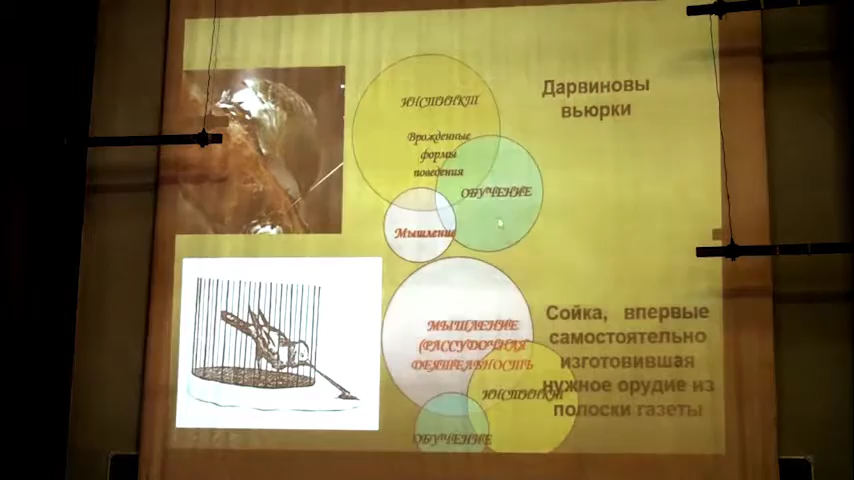 ИНСТИНКТ
Врожденные
формы
поведения
ОБУЧЕНИЕ
Мышление
Дарвиновы
вьюрки
МЫШЛЕНИЕ
(РАССУДОЧНАЯ
ДЕЯТЕЛЬНОСТЬ
ИНСТИНКТ
ОБУЧЕНИЕ
Сойка, впервые
самостоятельно
изготовившая
нужное орудие из
полоски газеты